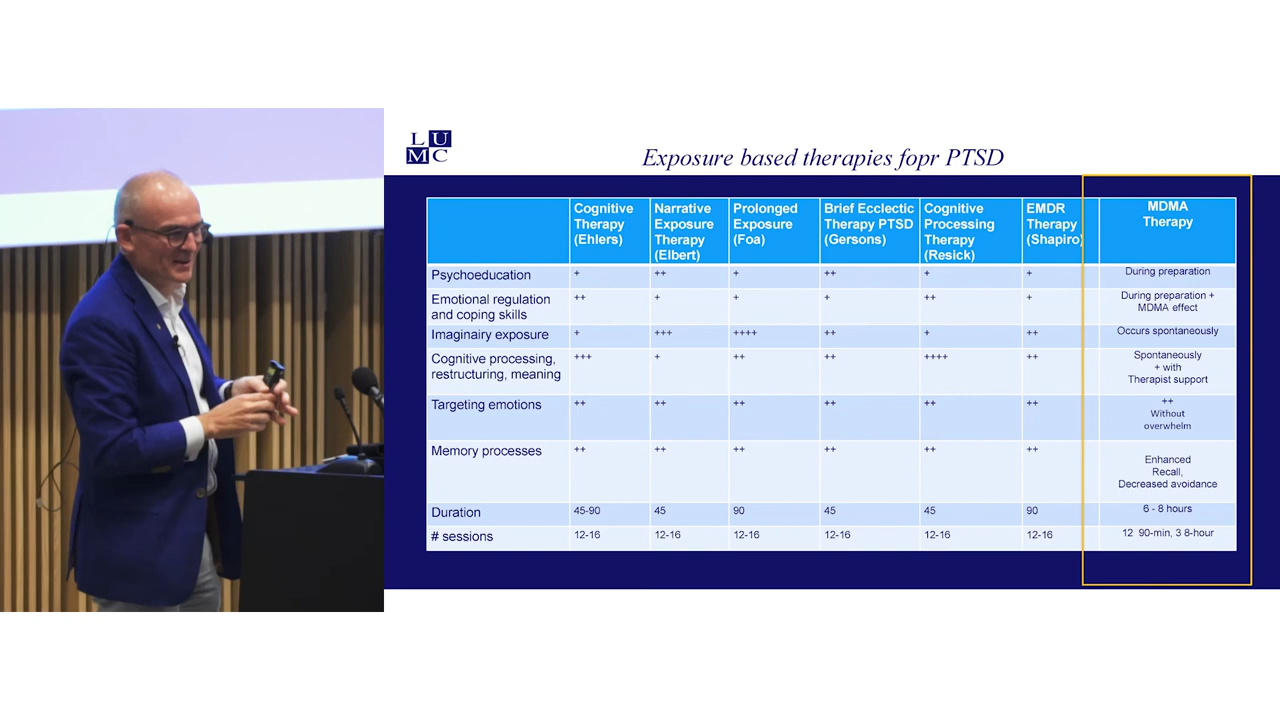 L U
M C
Exposure based therapies fopr PTSD
Cognitive Therapy (Ehlers) Narrative Exposure Therapy (Elbert) Prolonged Exposure (Foa) Brief Ecclectic Therapy PTSD (Gersons) Cognitive Processing Therapy (Resick) EMDR Therapy (Shapiro) MDMA Therapy
Psychoeducation + ++ + ++ + + During preparation
Emotional regulation and coping skills ++ + + + ++ + During preparation + MDMA effect
Imaginairy exposure + +++ ++++ ++ + ++ Occurs spontaneously
Cognitive processing, restructuring, meaning +++ + ++ ++ ++++ ++ Spontaneously + with Therapist support
Targeting emotions ++ ++ ++ ++ ++ ++ ++ Without overwhelm
Memory processes ++ ++ ++ ++ ++ ++ Enhanced Recall, Decreased avoidance
Duration 45-90 45 90 45 45 90 6 - 8 hours
# sessions 12-16 12-16 12-16 12-16 12-16 12-16 12 90-min, 3 8-hour